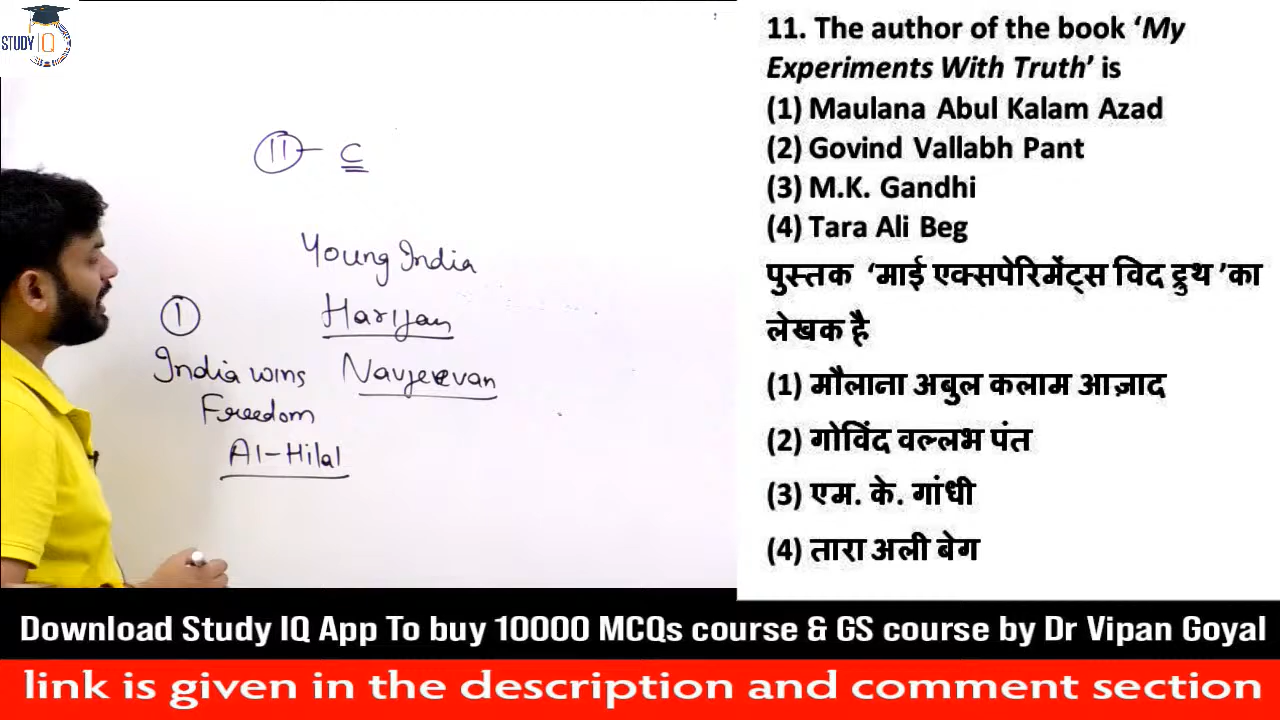 STUDY IQ
11 - C
Young India
Harijan
Navjeevan
1
India wins
Freedom
Al-Hilal
11. The author of the book ‘My
Experiments With Truth’ is
(1) Maulana Abul Kalam Azad
(2) Govind Vallabh Pant
(3) M.K. Gandhi
(4) Tara Ali Beg
पुस्तक ‘माई एक्सपेरिमेंट्स विद ट्रुथ ’का
लेखक है
(1) मौलाना अबुल कलाम आज़ाद
(2) गोविंद वल्लभ पंत
(3) एम. के. गांधी
(4) तारा अली बेग
Download Study IQ App To buy 10000 MCQs course & GS course by Dr Vipan Goyal
link is given in the description and comment section